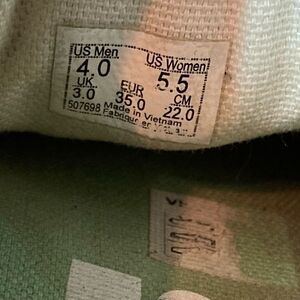 US Men US Women
4.0 5.5
UK EUR CM
3.0 35.0 22.0
507698 Made in Vietnam